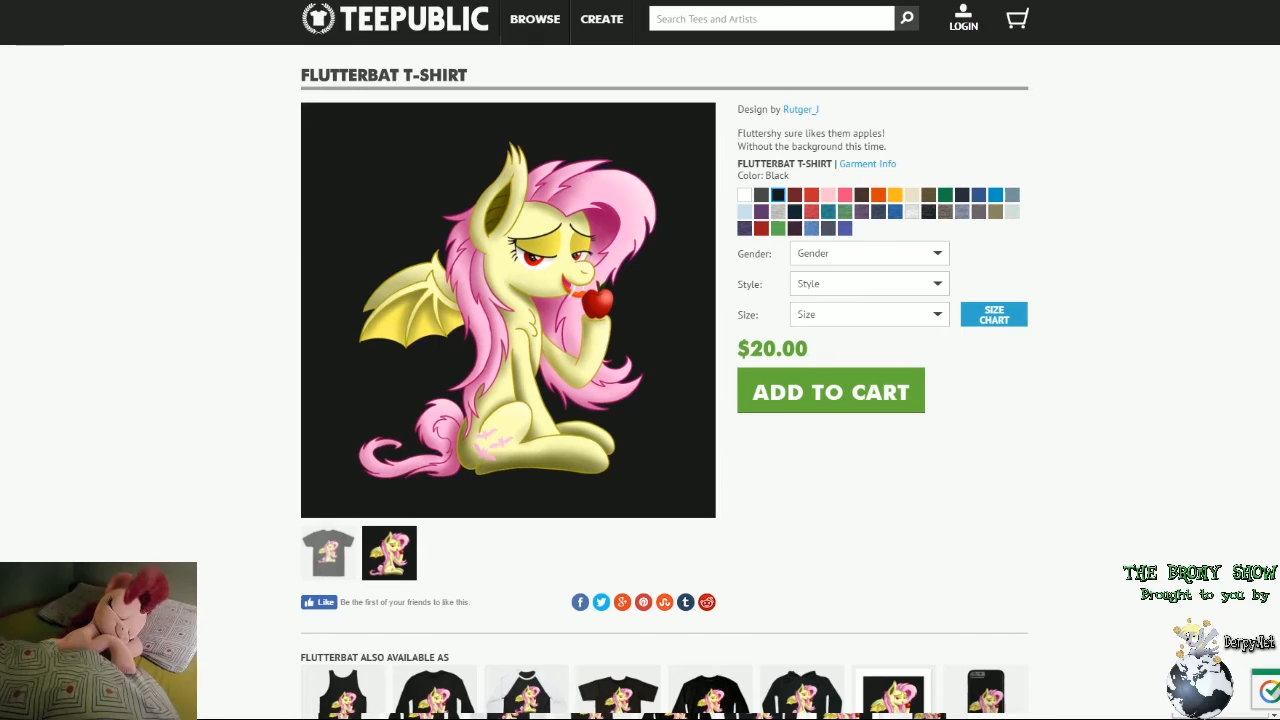 TEEPUBLIC
BROWSE
CREATE
Search Tees and Artists
LOGIN
FLUTTERBAT T-SHIRT
Design by Rutger_J
Fluttershy sure likes them apples!
Without the background this time.
FLUTTERBAT T-SHIRT | Garment Info
Color: Black
Gender: Gender
Style: Style
Size: Size
SIZE
CHART
$20.00
ADD TO CART
Like Be the first of your friends to like this.
THE BRONY SHOW
Brought to you by
Derpywiki
FLUTTERBAT ALSO AVAILABLE AS